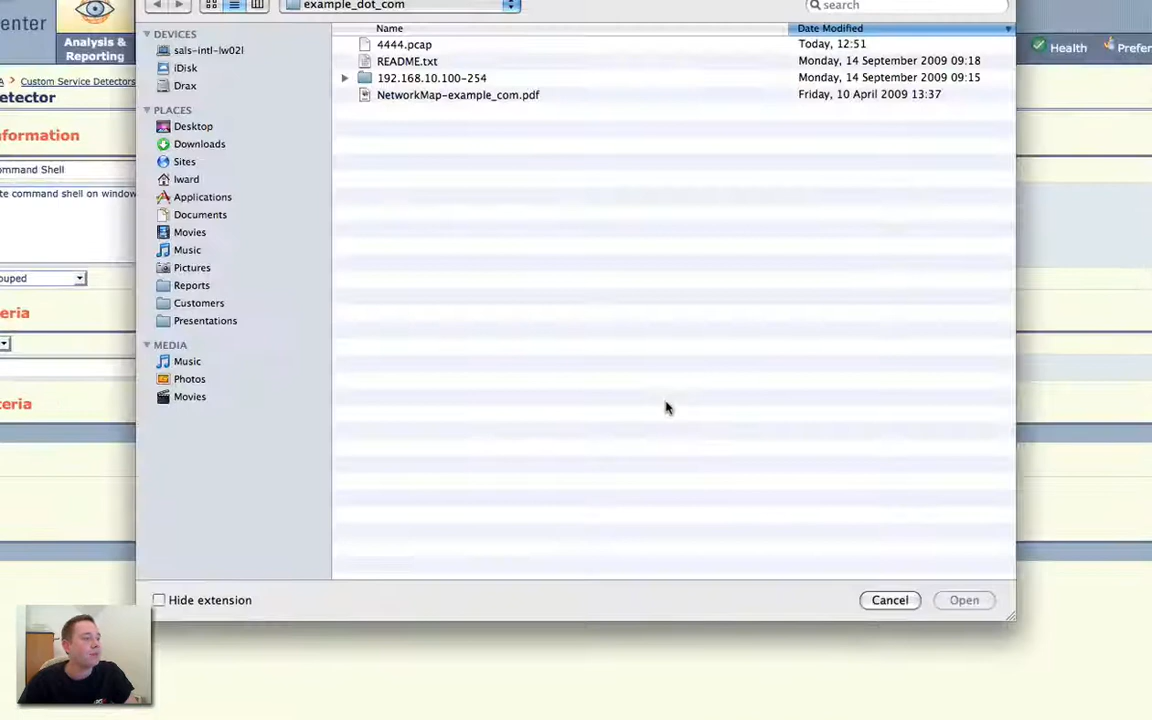 example_dot_com
search
enter
Analysis &
Reporting
Health
Prefer
A > Custom Service Detectors
etector
nformation
ommand Shell
te command shell on window
ouped
eria
teria
Name
Date Modified
4444.pcap
Today, 12:51
README.txt
Monday, 14 September 2009 09:18
192.168.10.100-254
Monday, 14 September 2009 09:15
NetworkMap-example_com.pdf
Friday, 10 April 2009 13:37
DEVICES
sals-intl-lw02l
iDisk
Drax
PLACES
Desktop
Downloads
Sites
lward
Applications
Documents
Movies
Music
Pictures
Reports
Customers
Presentations
MEDIA
Music
Photos
Movies
Hide extension
Cancel
Open